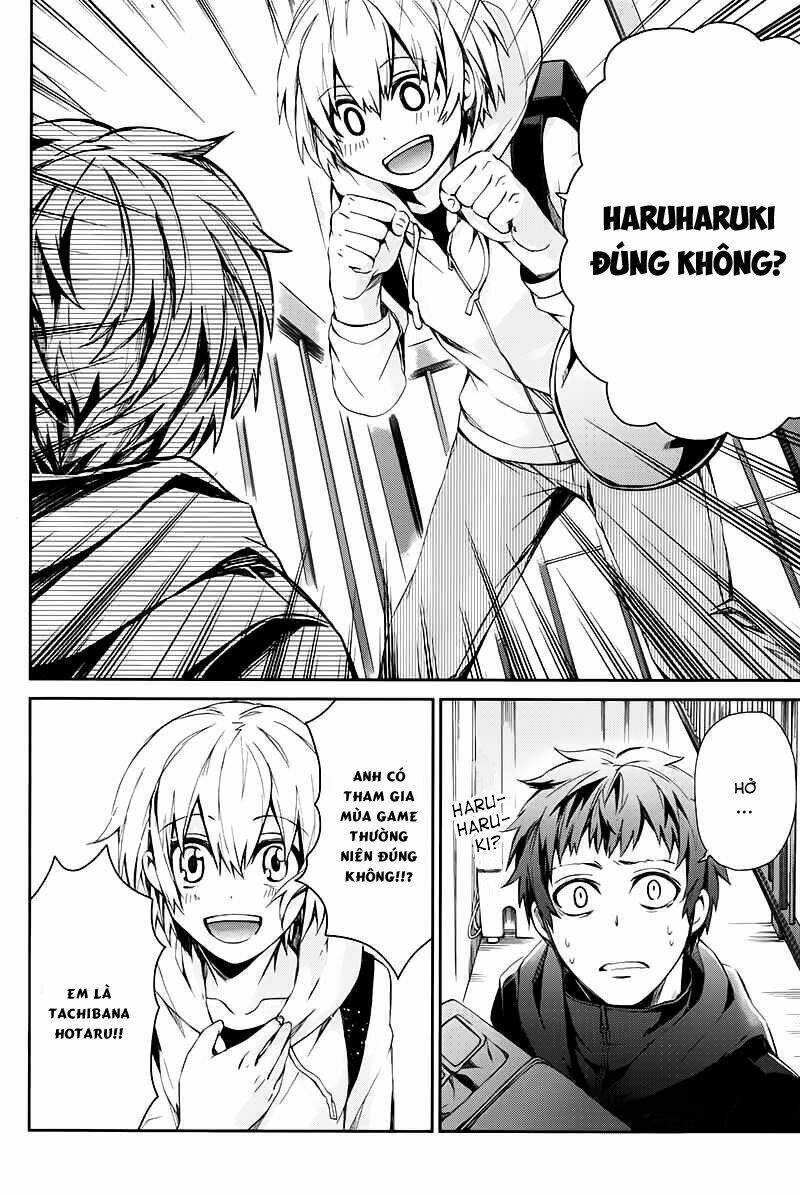 HARUHARUKI
ĐÚNG KHÔNG?
HỞ
...
HARU-
HARU-
KI?
ANH CÓ
THAM GIA
MÙA GAME
THƯỜNG
NIÊN ĐÚNG
KHÔNG!!?
EM LÀ
TACHIBANA
HOTARU!!